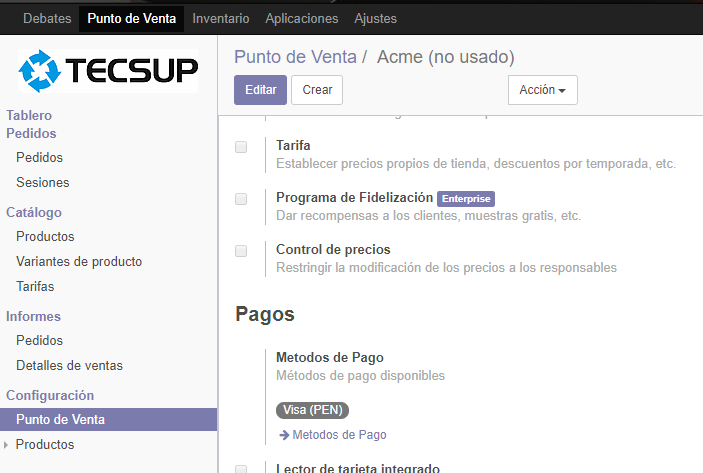 Debates Punto de Venta Inventario Aplicaciones Ajustes
TECSUP
Tablero
Pedidos
Pedidos
Sesiones
Catálogo
Productos
Variantes de producto
Tarifas
Informes
Pedidos
Detalles de ventas
Configuración
Punto de Venta
Productos
Punto de Venta / Acme (no usado)
Editar Crear Acción
Tarifa
Establecer precios propios de tienda, descuentos por temporada, etc.
Programa de Fidelización Enterprise
Dar recompensas a los clientes, muestras gratis, etc.
Control de precios
Restringir la modificación de los precios a los responsables
Pagos
Metodos de Pago
Métodos de pago disponibles
Visa (PEN)
Metodos de Pago
Lector de tarjeta integrado